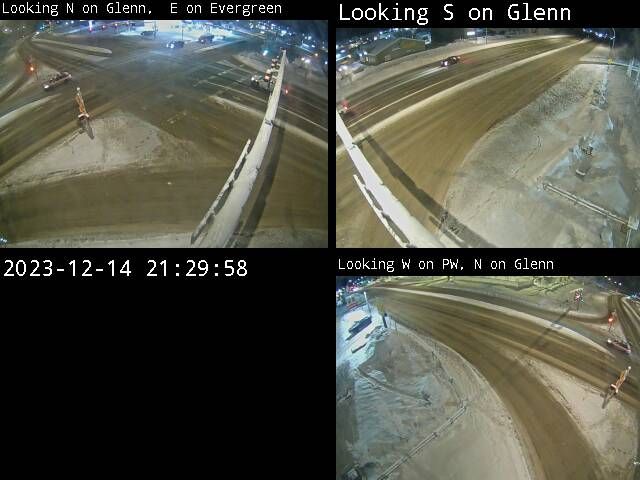 Looking N on Glenn,  E on Evergreen
Looking S on Glenn
2023-12-14 21:29:58
Looking W on PW, N on Glenn